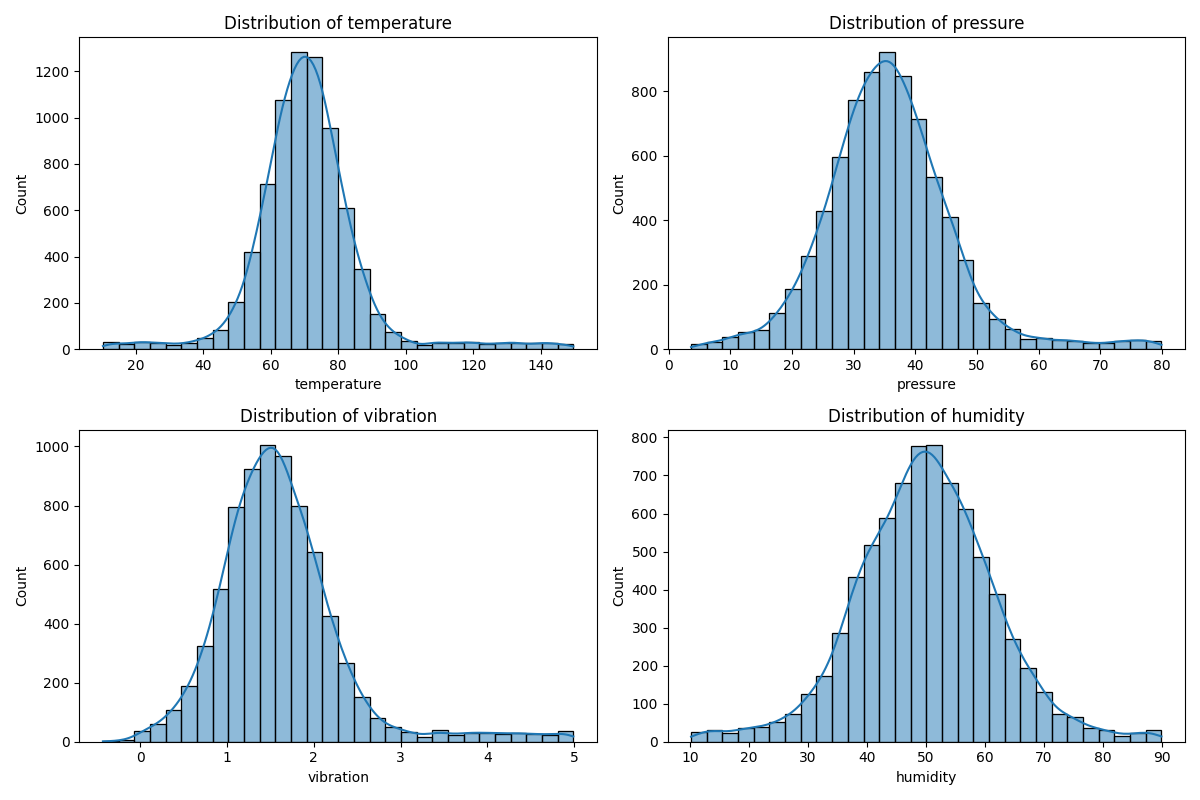 Distribution of temperature
Distribution of pressure
1200
1000
800
600
400
200
0
Count
20 40 60 80 100 120 140
temperature
800
600
400
200
0
Count
0 10 20 30 40 50 60 70 80
pressure
Distribution of vibration
Distribution of humidity
1000
800
600
400
200
0
Count
0 1 2 3 4 5
vibration
800
700
600
500
400
300
200
100
0
Count
10 20 30 40 50 60 70 80 90
humidity